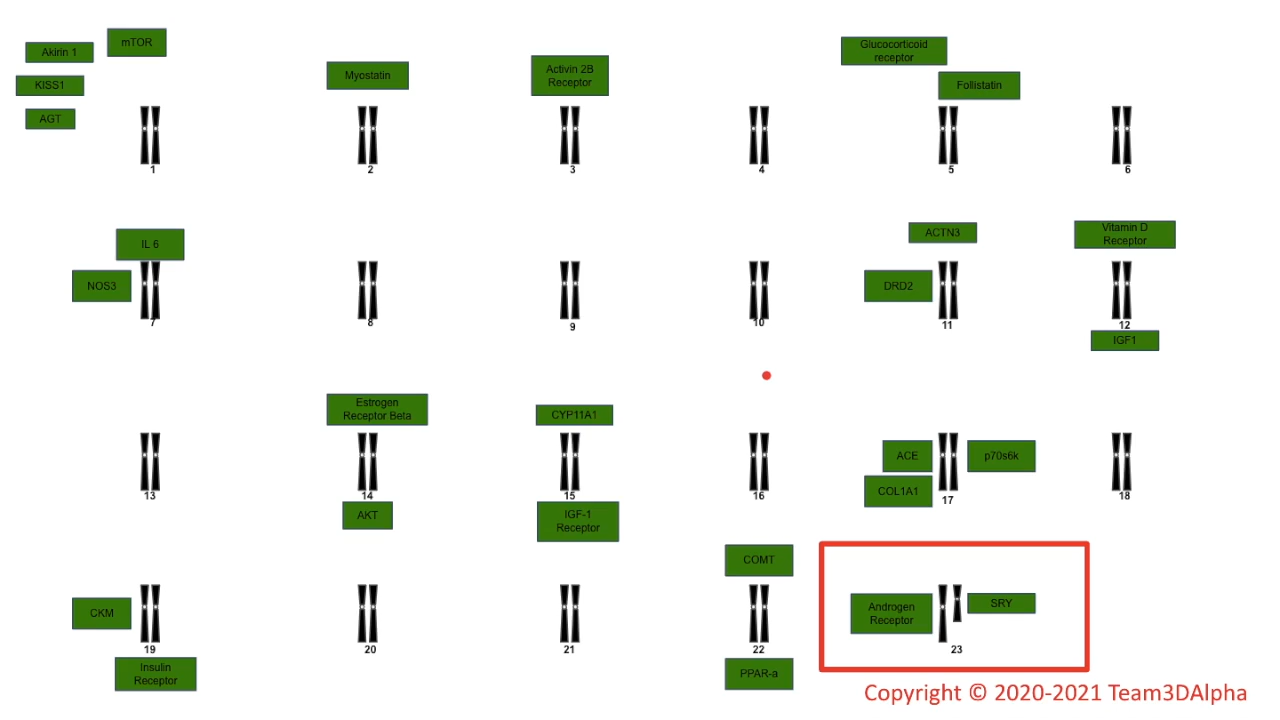 Akirin 1
mTOR
KISS1
AGT
Myostatin
Activin 2B
Receptor
Glucocorticoid
receptor
Follistatin
1
2
3
4
5
6
IL 6
NOS3
ACTN3
DRD2
Vitamin D
Receptor
7
8
9
10
11
12
IGF1
Estrogen
Receptor Beta
CYP11A1
ACE
p70s6k
COL1A1
13
14
15
16
17
18
AKT
IGF-1
Receptor
COMT
CKM
Androgen
Receptor
SRY
19
20
21
22
23
Insulin
Receptor
PPAR-a
Copyright © 2020-2021 Team3DAlpha